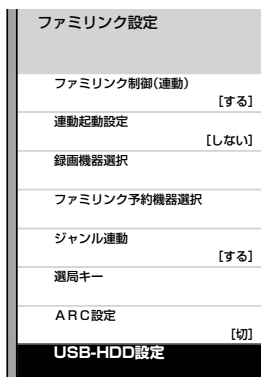 ファミリンク設定
ファミリンク制御(連動)
[する]
連動起動設定
[しない]
録画機器選択
ファミリンク予約機器選択
ジャンル連動
[する]
選局キー
ARC設定
[切]
USB-HDD設定